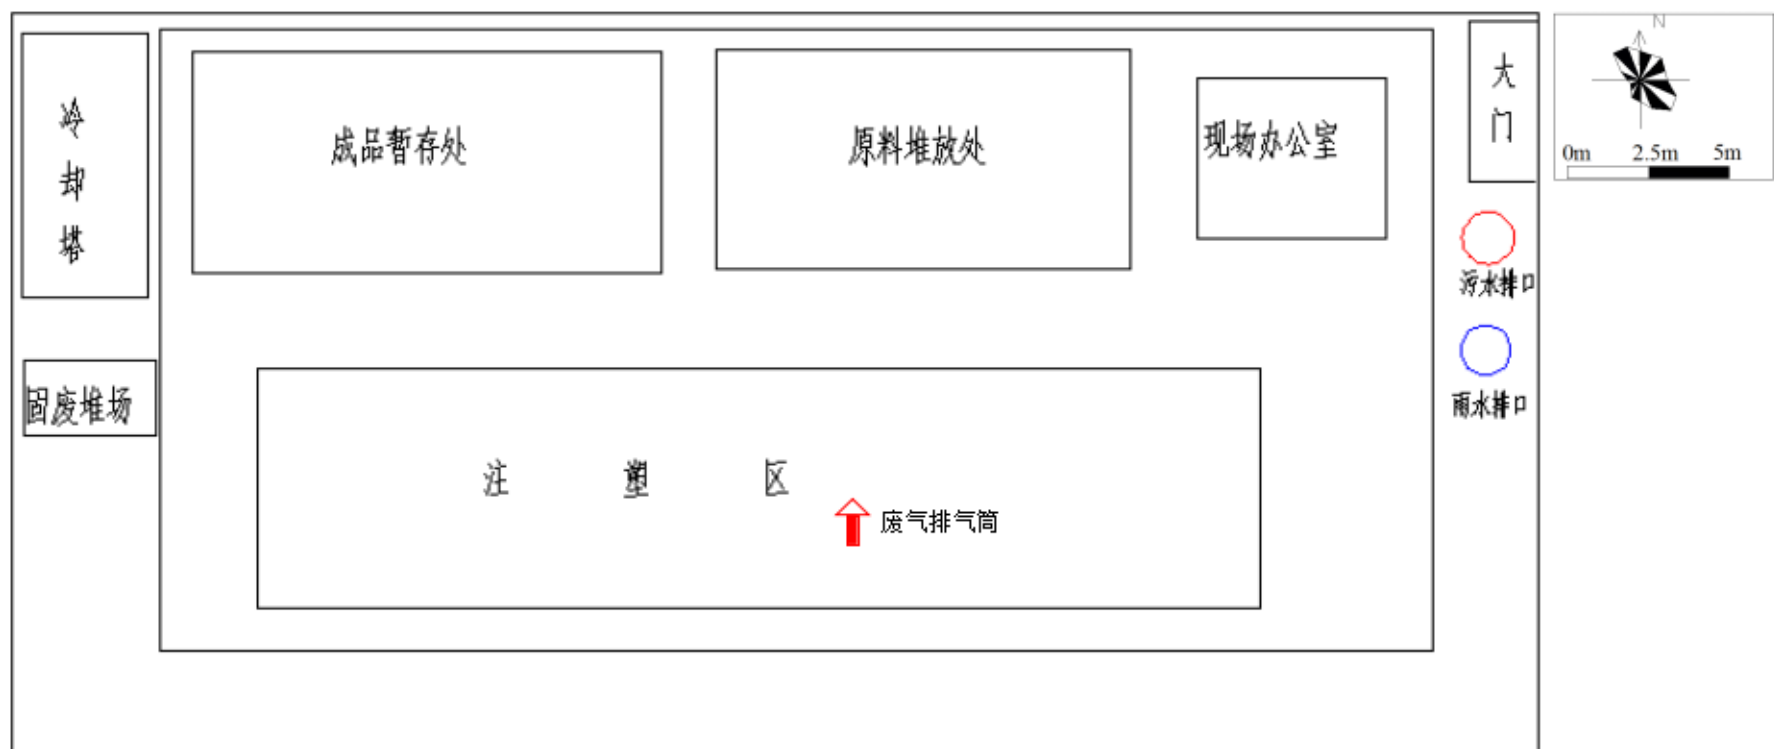 冷却塔
成品暂存处
原料堆放处
现场办公室
大门
N
0m 2.5m 5m
污水排口
雨水排口
固废堆场
注塑区
废气排气筒